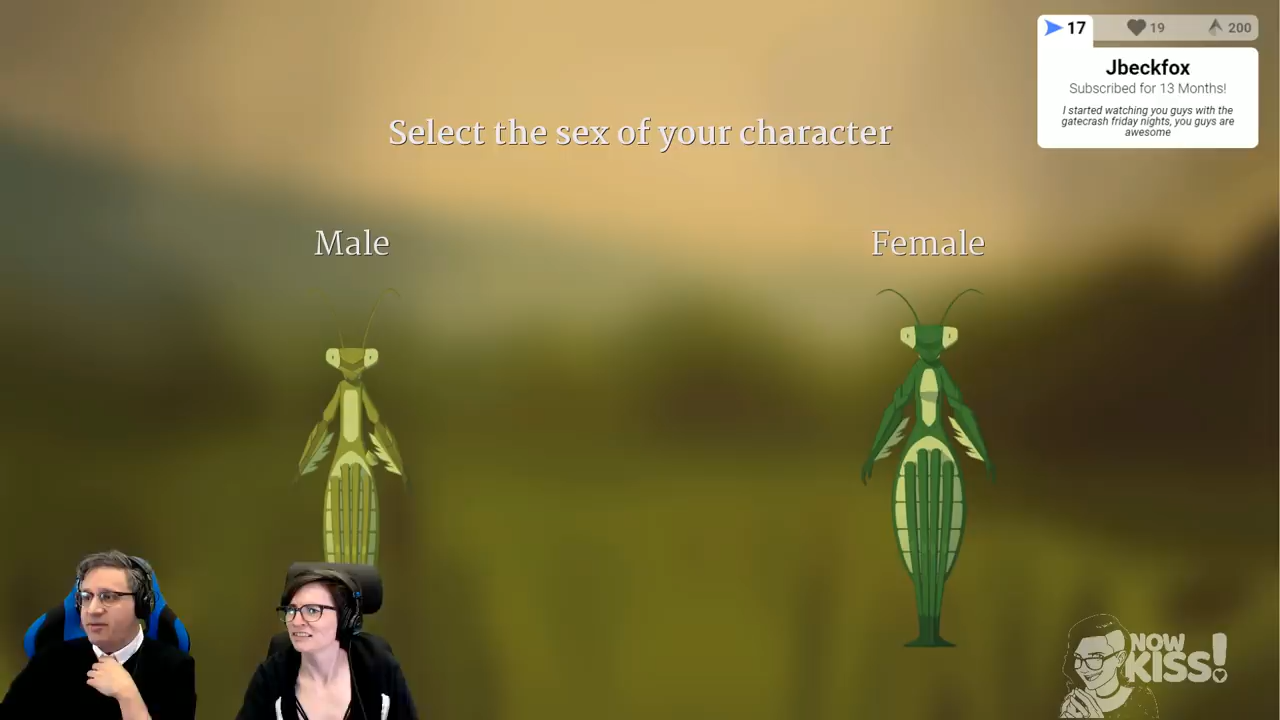 17
19
200
Jbeckfox
Subscribed for 13 Months!
I started watching you guys with the
gatecrash friday nights, you guys are
awesome
Select the sex of your character
Male
Female
NOW
KISS!